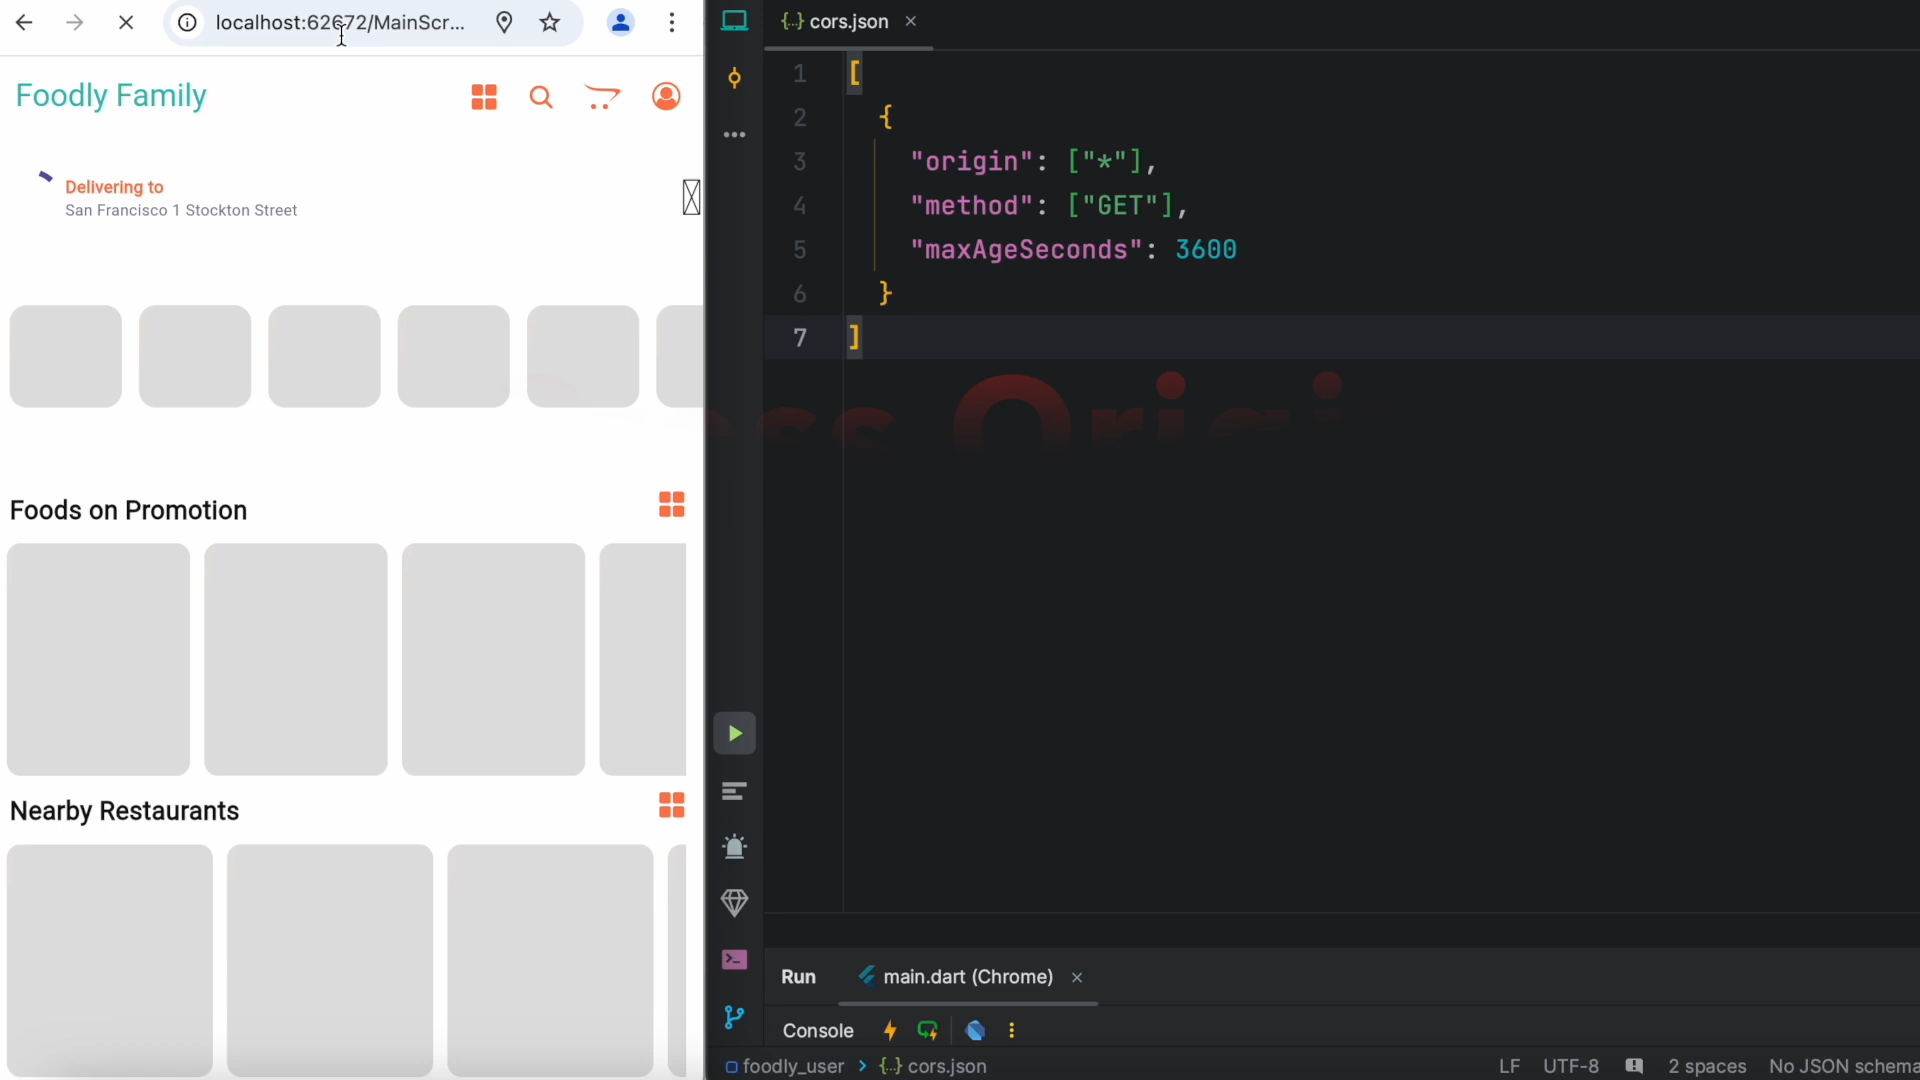 localhost:62672/MainScr...
Foodly Family
Delivering to
San Francisco 1 Stockton Street
Foods on Promotion
Nearby Restaurants
{..} cors.json ×
1 [
2 {
3 "origin": ["*"],
4 "method": ["GET"],
5 "maxAgeSeconds": 3600
6 }
7 ]
Origi
Run main.dart (Chrome) ×
Console
foodly_user > {..} cors.json LF UTF-8 2 spaces No JSON schema